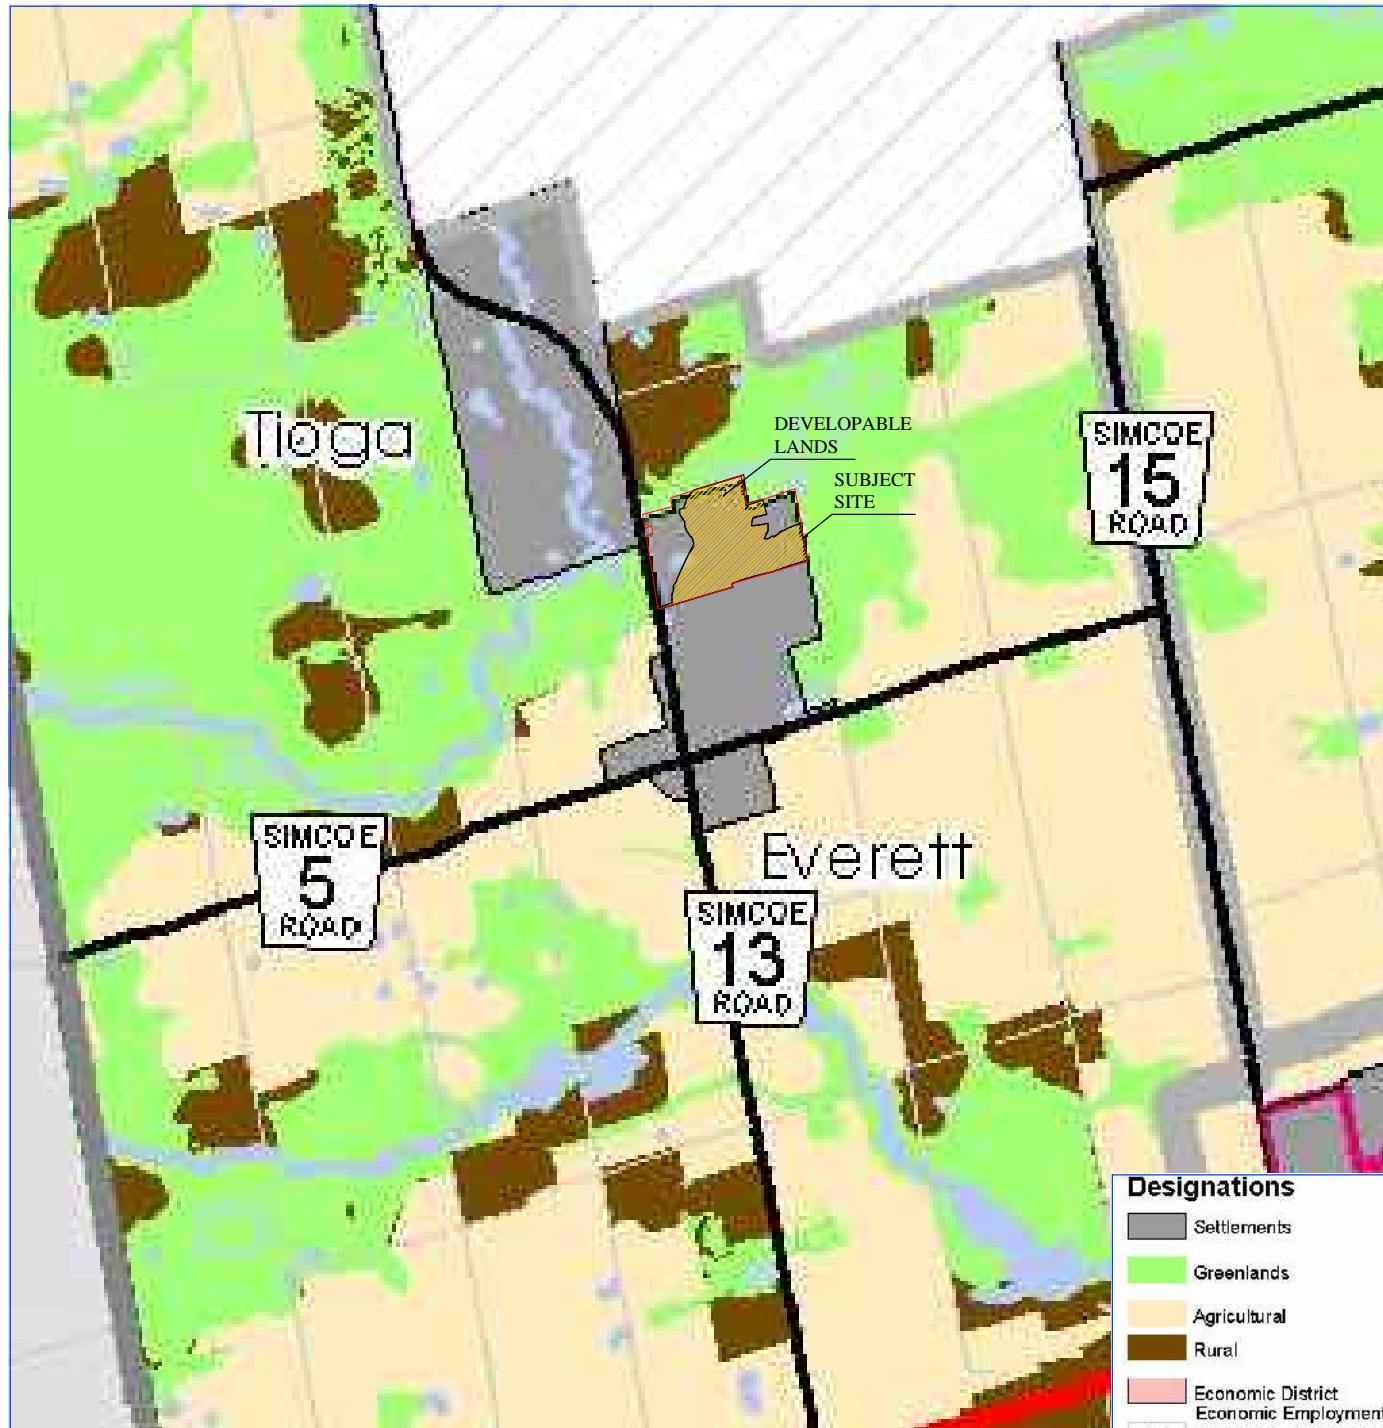 Tioga
DEVELOPABLE
LANDS
SUBJECT
SITE
SIMCOE
15
ROAD
SIMCOE
5
ROAD
Everett
SIMCOE
13
ROAD
Designations
Settlements
Greenlands
Agricultural
Rural
Economic District
Economic Employment